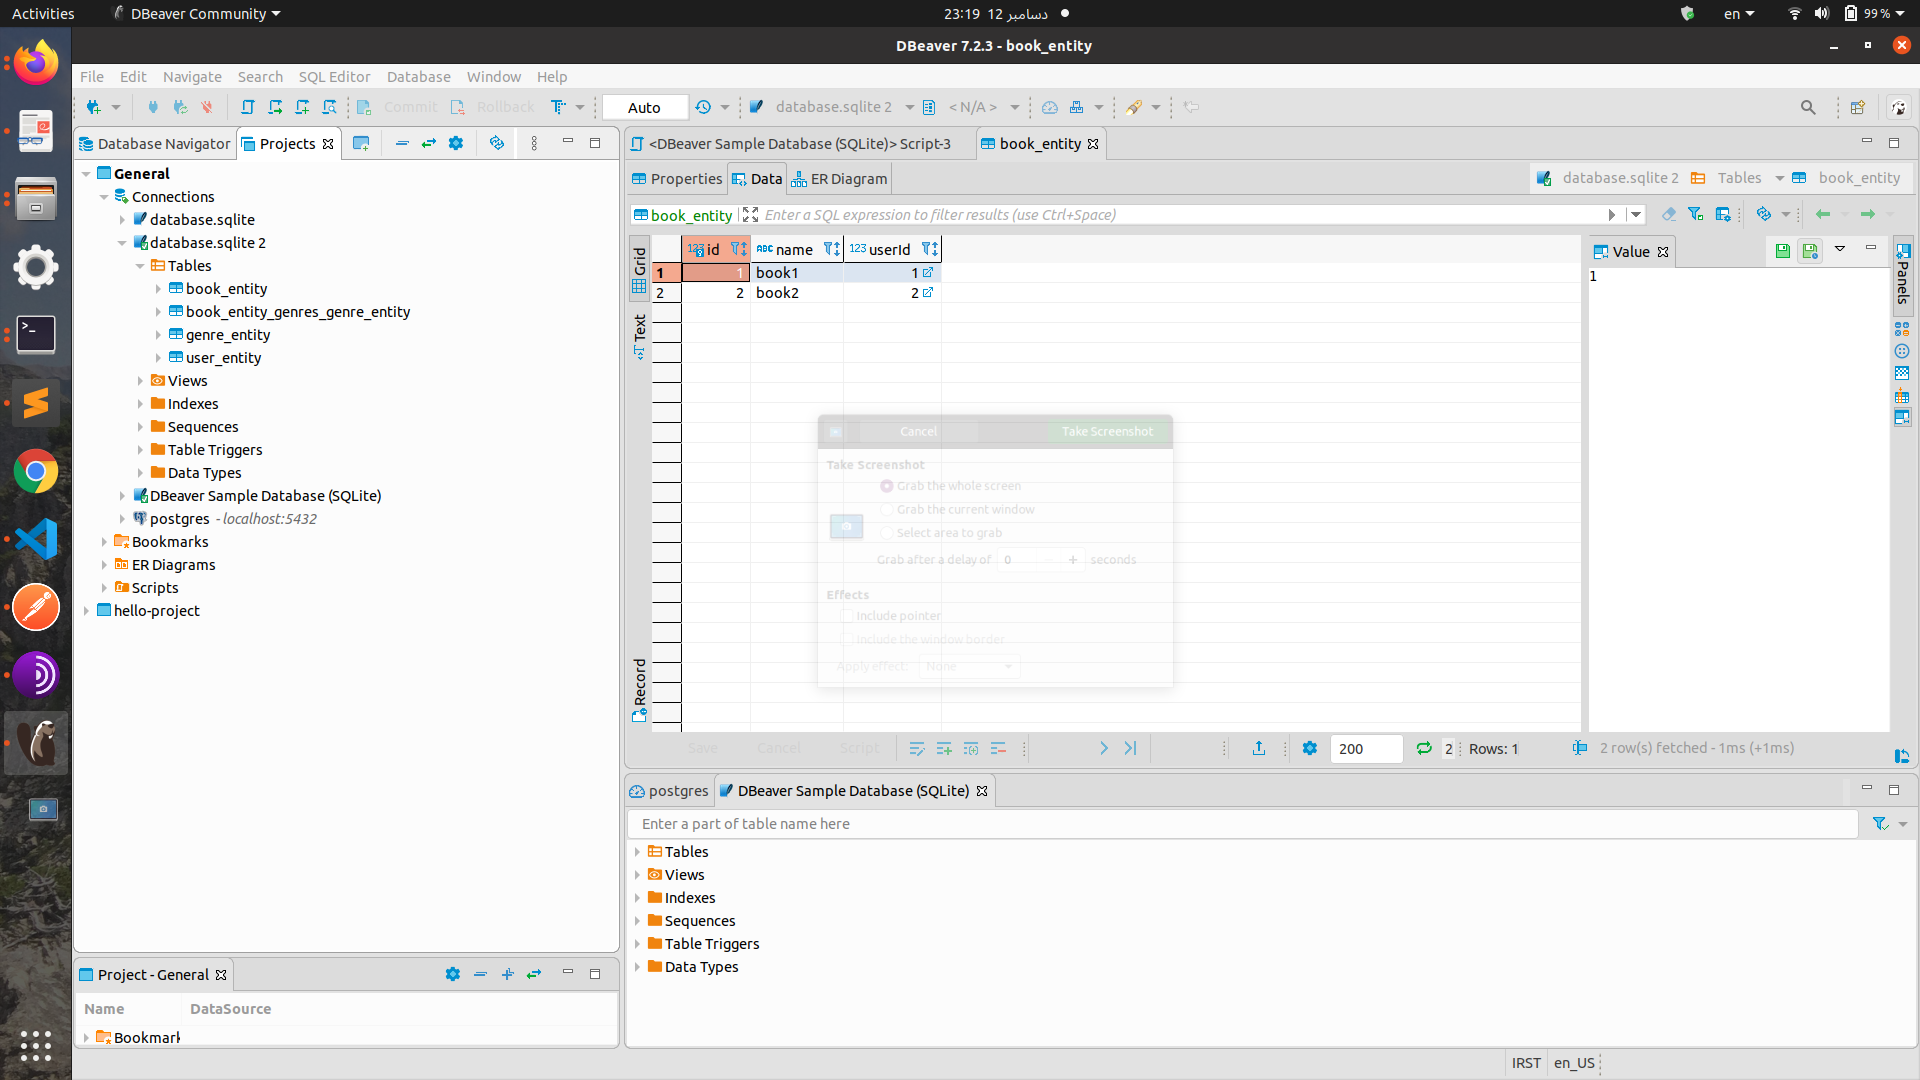 Activities DBeaver Community 23:19 12 دسامبر en 99 %
DBeaver 7.2.3 - book_entity
File Edit Navigate Search SQL Editor Database Window Help
Commit Rollback Auto database.sqlite 2 < N/A >
Database Navigator Projects
General
Connections
database.sqlite
database.sqlite 2
Tables
book_entity
book_entity_genres_genre_entity
genre_entity
user_entity
Views
Indexes
Sequences
Table Triggers
Data Types
DBeaver Sample Database (SQLite)
postgres - localhost:5432
Bookmarks
ER Diagrams
Scripts
hello-project
Project - General
Name DataSource
Bookmark
<DBeaver Sample Database (SQLite)> Script-3 book_entity
Properties Data ER Diagram database.sqlite 2 Tables book_entity
book_entity Enter a SQL expression to filter results (use Ctrl+Space)
Grid
Text
Record
123 id ABC name 123 userId
1 1 book1 1
2 2 book2 2
Value
1
Panels
Cancel Take Screenshot
Take Screenshot
Grab the whole screen
Grab the current window
Select area to grab
Grab after a delay of 0 + seconds
Effects
Include pointer
Include the window border
Apply effect: None
Save Cancel Script 200 2 Rows: 1 2 row(s) fetched - 1ms (+1ms)
postgres DBeaver Sample Database (SQLite)
Enter a part of table name here
Tables
Views
Indexes
Sequences
Table Triggers
Data Types
IRST en_US